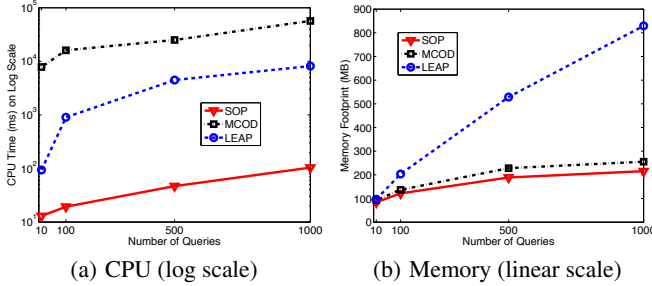 10^5
10^4
10^3
10^2
10^1
CPU Time (ms) on Log Scale
SOP
MCOD
LEAP
10 100 500 1000
Number of Queries
(a) CPU (log scale)
900
800
700
600
500
400
300
200
100
0
Memory Footprint (MB)
SOP
MCOD
LEAP
10 100 500 1000
Number of Queries
(b) Memory (linear scale)